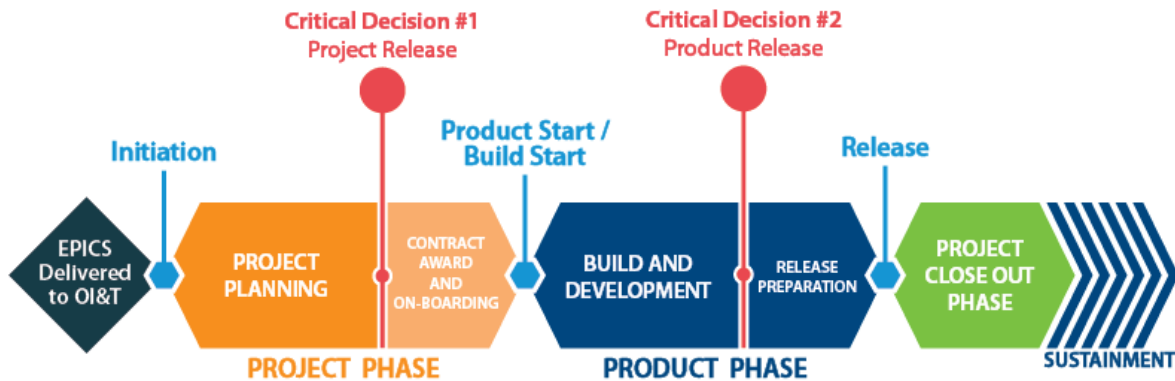 Critical Decision #1
Project Release
Critical Decision #2
Product Release
Initiation
Product Start /
Build Start
Release
EPICS
Delivered
to OI&T
PROJECT
PLANNING
CONTRACT
AWARD
AND
ON-BOARDING
BUILD AND
DEVELOPMENT
RELEASE
PREPARATION
PROJECT
CLOSE OUT
PHASE
PROJECT PHASE
PRODUCT PHASE
SUSTAINMENT